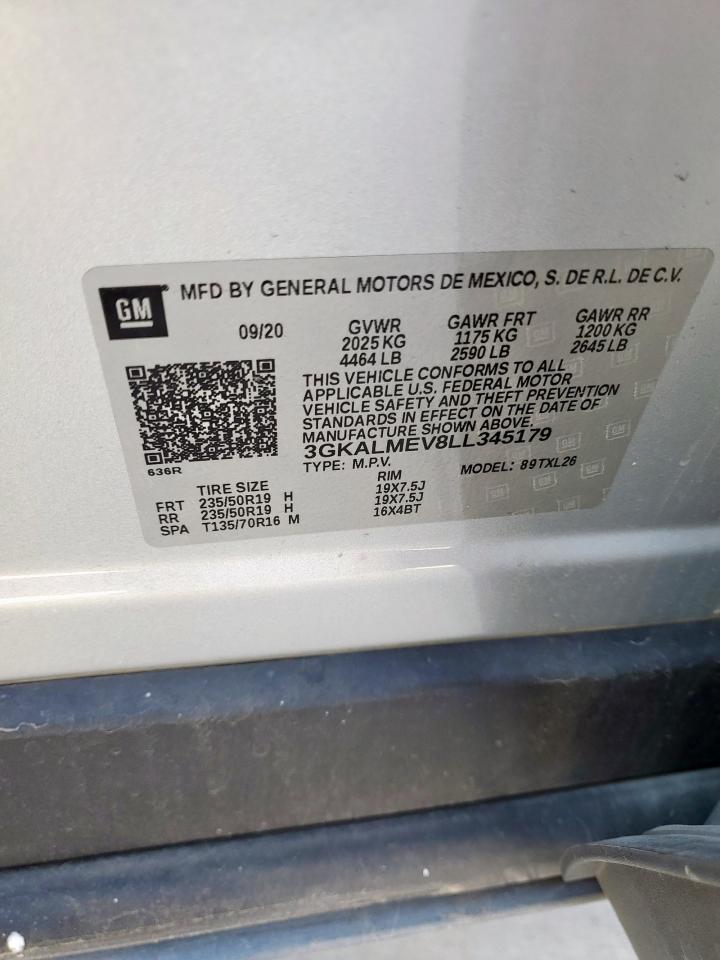 GM
MFD BY GENERAL MOTORS DE MEXICO, S. DE R.L. DE C.V.
09/20 GVWR GAWR FRT GAWR RR
2025 KG 1175 KG 1200 KG
4464 LB 2590 LB 2645 LB
THIS VEHICLE CONFORMS TO ALL
APPLICABLE U.S. FEDERAL MOTOR
VEHICLE SAFETY AND THEFT PREVENTION
STANDARDS IN EFFECT ON THE DATE OF
MANUFACTURE SHOWN ABOVE.
3GKALMEV8LL345179
636R
TYPE: M.P.V. MODEL: 89TXL26
TIRE SIZE RIM
FRT 235/50R19 H 19X7.5J
RR 235/50R19 H 19X7.5J
SPA T135/70R16 M 16X4BT